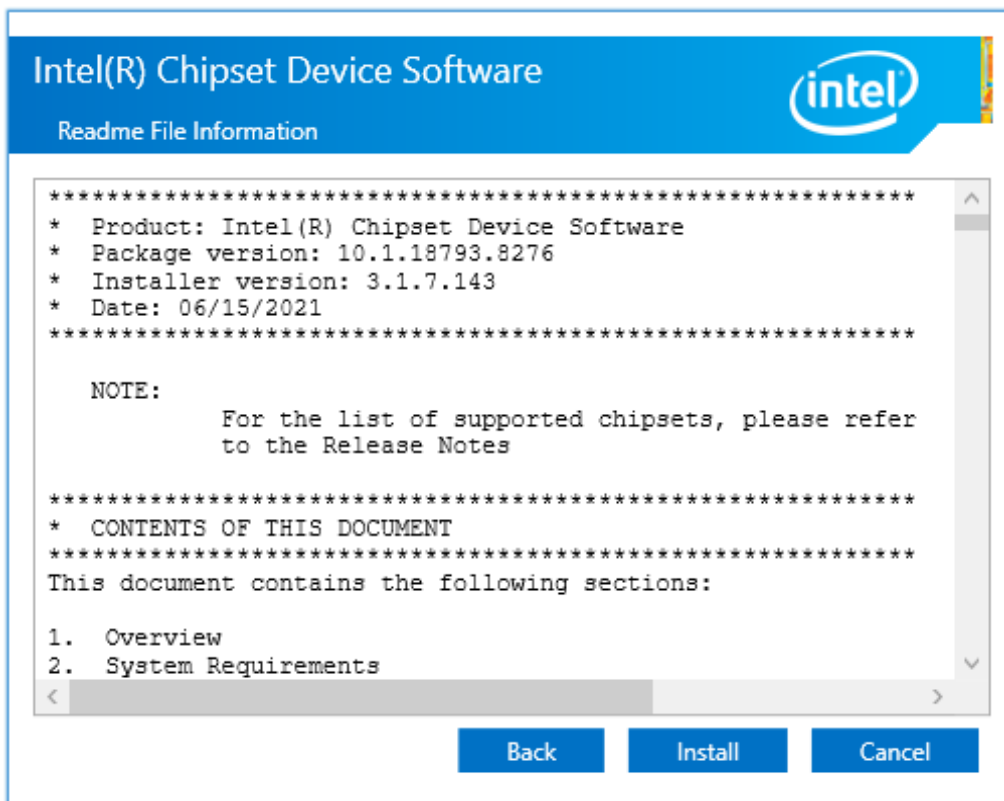 Intel(R) Chipset Device Software
intel
Readme File Information
************************************************************
*  Product: Intel(R) Chipset Device Software
*  Package version: 10.1.18793.8276
*  Installer version: 3.1.7.143
*  Date: 06/15/2021
************************************************************
NOTE:
For the list of supported chipsets, please refer
to the Release Notes
************************************************************
*  CONTENTS OF THIS DOCUMENT
************************************************************
This document contains the following sections:
1.  Overview
2.  System Requirements
Back Install Cancel